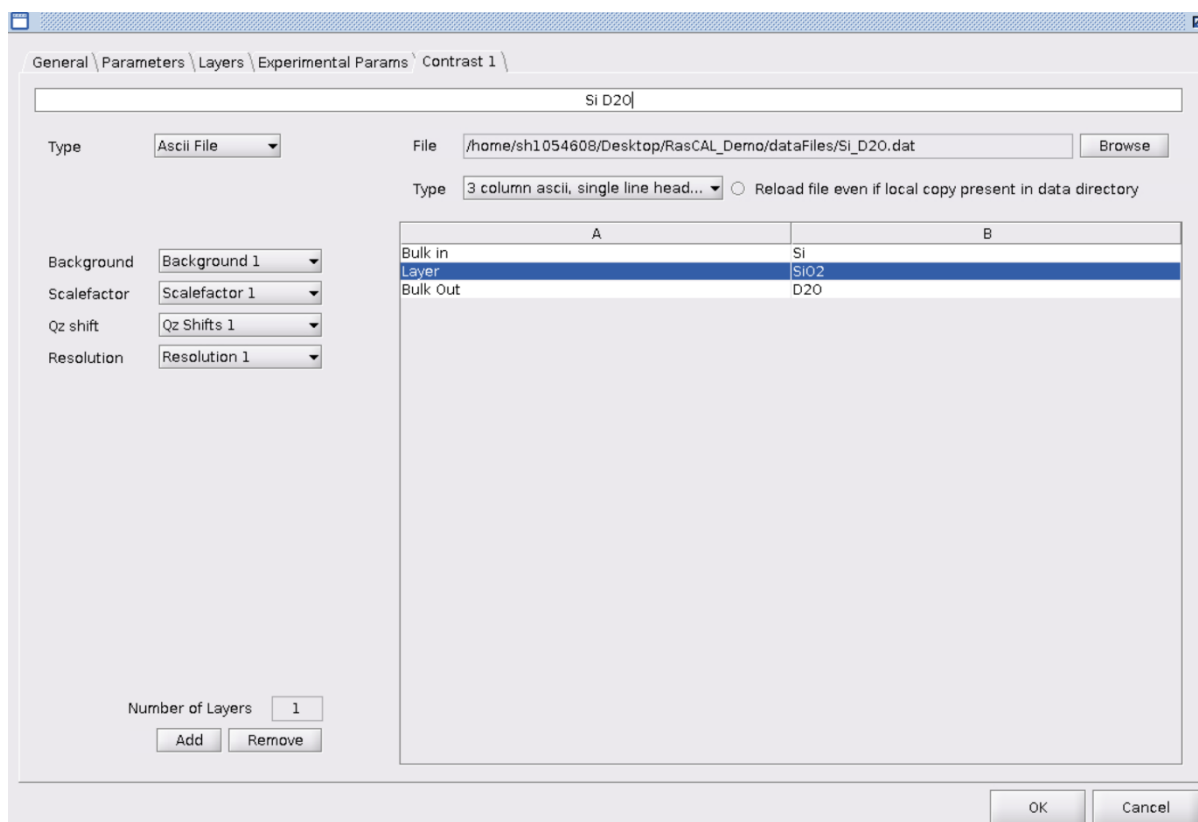 General Parameters Layers Experimental Params Contrast 1
Si D2O
Type Ascii File File /home/sh1054608/Desktop/RasCAL_Demo/dataFiles/Si_D2O.dat Browse
Type 3 column ascii, single line head... Reload file even if local copy present in data directory
A B
Bulk in Si
Background Background 1
Layer SiO2
Scalefactor Scalefactor 1
Bulk Out D2O
Qz shift Qz Shifts 1
Resolution Resolution 1
Number of Layers 1
Add Remove
OK Cancel